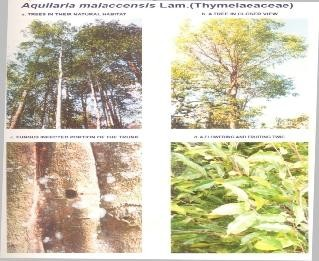 Aquilaria malaccensis Lam.(Thymelaeaceae)
a. TREES IN THEIR NATURAL HABITAT
b. A TREE IN CLOSER VIEW
c. FUNGUS INFECTED PORTION OF THE TRUNK
d. A FLOWERING AND FRUITING TWIG